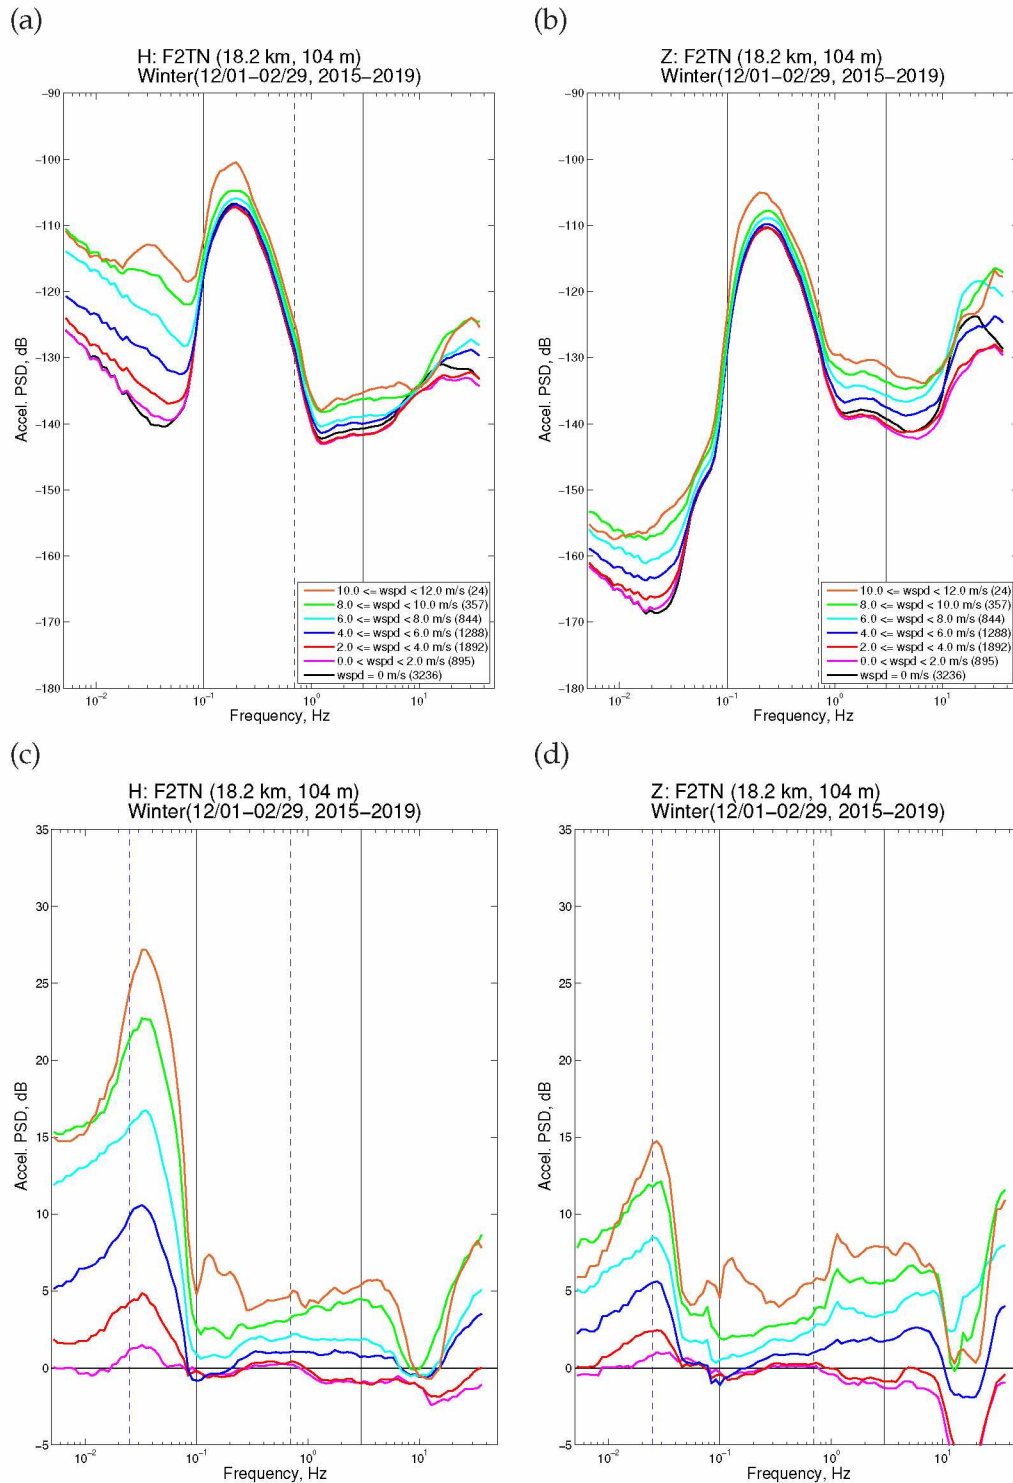 (a)
H: F2TN (18.2 km, 104 m)
Winter(12/01−02/29, 2015−2019)
−90
−100
−110
−120
−130
−140
−150
−160
−170
−180
Accel. PSD, dB
10.0 <= wspd < 12.0 m/s (24)
8.0 <= wspd < 10.0 m/s (357)
6.0 <= wspd < 8.0 m/s (844)
4.0 <= wspd < 6.0 m/s (1288)
2.0 <= wspd < 4.0 m/s (1892)
0.0 < wspd < 2.0 m/s (895)
wspd = 0 m/s (3236)
10⁻² 10⁻¹ 10⁰ 10¹
Frequency, Hz
(b)
Z: F2TN (18.2 km, 104 m)
Winter(12/01−02/29, 2015−2019)
−90
−100
−110
−120
−130
−140
−150
−160
−170
−180
Accel. PSD, dB
10.0 <= wspd < 12.0 m/s (24)
8.0 <= wspd < 10.0 m/s (357)
6.0 <= wspd < 8.0 m/s (844)
4.0 <= wspd < 6.0 m/s (1288)
2.0 <= wspd < 4.0 m/s (1892)
0.0 < wspd < 2.0 m/s (895)
wspd = 0 m/s (3236)
10⁻² 10⁻¹ 10⁰ 10¹
Frequency, Hz
(c)
H: F2TN (18.2 km, 104 m)
Winter(12/01−02/29, 2015−2019)
35
30
25
20
15
10
5
0
−5
Accel. PSD, dB
10⁻² 10⁻¹ 10⁰ 10¹
Frequency, Hz
(d)
Z: F2TN (18.2 km, 104 m)
Winter(12/01−02/29, 2015−2019)
35
30
25
20
15
10
5
0
−5
Accel. PSD, dB
10⁻² 10⁻¹ 10⁰ 10¹
Frequency, Hz